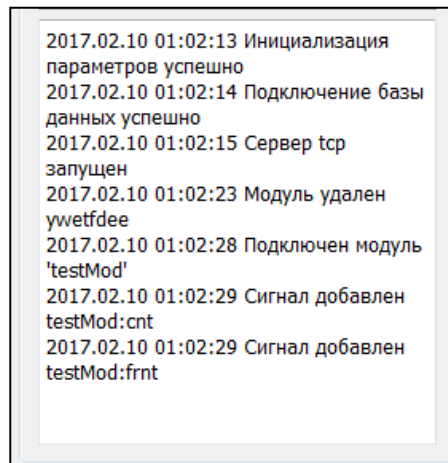 2017.02.10 01:02:13 Инициализация
параметров успешно
2017.02.10 01:02:14 Подключение базы
данных успешно
2017.02.10 01:02:15 Сервер tcp
запущен
2017.02.10 01:02:23 Модуль удален
ywetfdee
2017.02.10 01:02:28 Подключен модуль
'testMod'
2017.02.10 01:02:29 Сигнал добавлен
testMod:cnt
2017.02.10 01:02:29 Сигнал добавлен
testMod:frnt